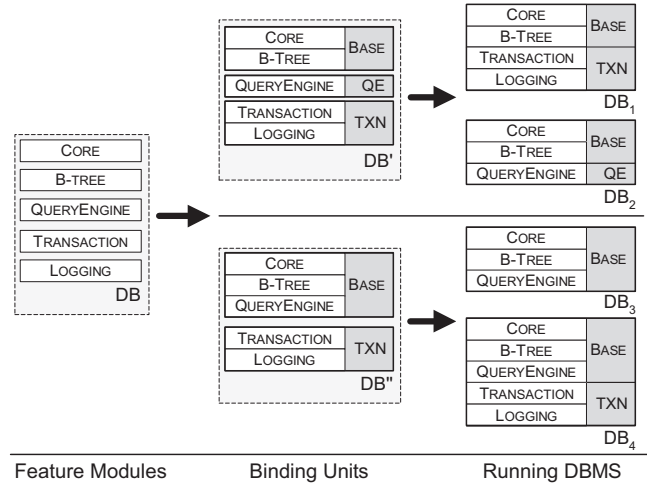 CORE
B-TREE
QUERYENGINE
TRANSACTION
LOGGING
DB
CORE
B-TREE
BASE
QUERYENGINE QE
TRANSACTION
LOGGING
TXN
DB'
CORE
B-TREE
QUERYENGINE
BASE
TRANSACTION
LOGGING
TXN
DB"
CORE
B-TREE
BASE
TRANSACTION
LOGGING
TXN
DB1
CORE
B-TREE
BASE
QUERYENGINE QE
DB2
CORE
B-TREE
QUERYENGINE
BASE
DB3
CORE
B-TREE
QUERYENGINE
BASE
TRANSACTION
LOGGING
TXN
DB4
Feature Modules Binding Units Running DBMS